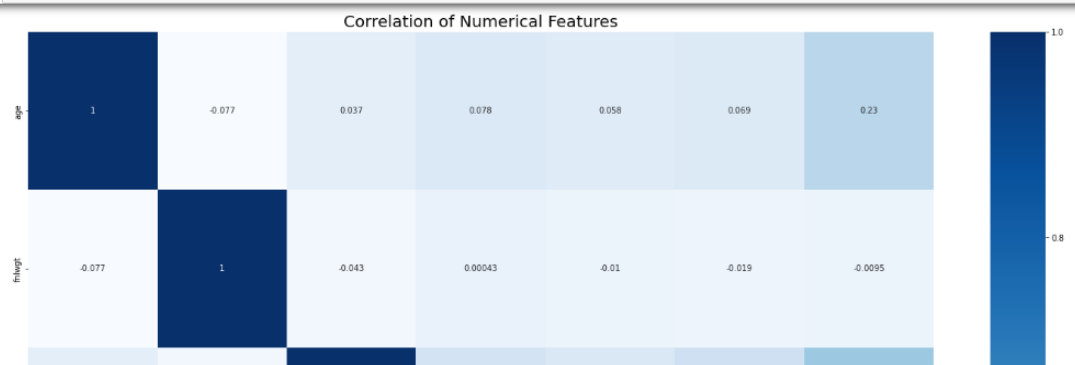 Correlation of Numerical Features
1.0
age
1 -0.077 0.037 0.078 0.058 0.069 0.23
0.8
fnlwgt
-0.077 1 -0.043 0.00043 -0.01 -0.019 -0.0095